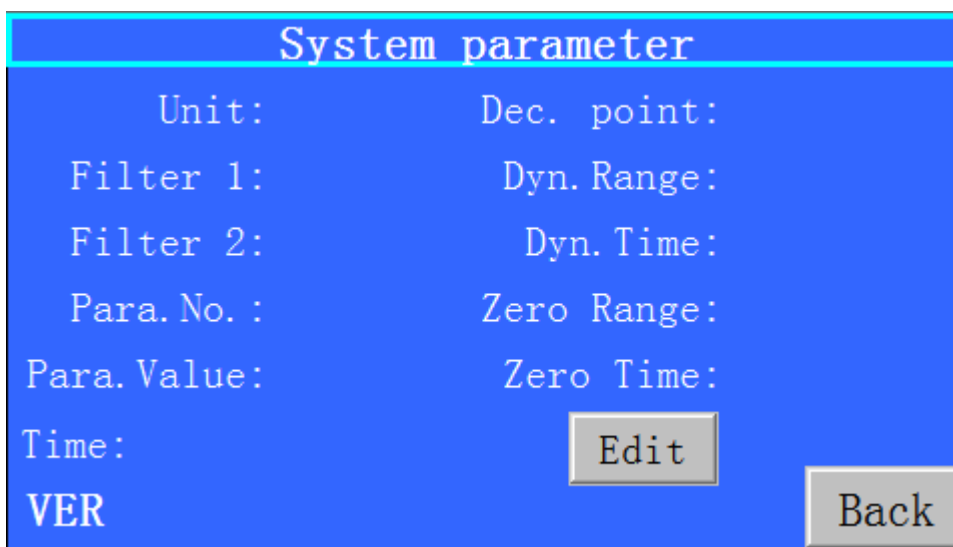 System parameter
Unit: Dec. point:
Filter 1: Dyn.Range:
Filter 2: Dyn.Time:
Para.No.: Zero Range:
Para.Value: Zero Time:
Time: Edit
VER Back